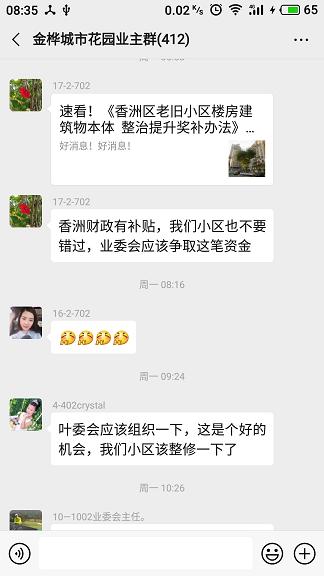 08:35
0.02 K/s
65
金桦城市花园业主群(412)
17-2-702
速看！《香洲区老旧小区楼房建
筑物本体 整治提升奖补办法》...
好消息！好消息！
17-2-702
香洲财政有补贴，我们小区也不要
错过，业委会应该争取这笔资金
周一 08:16
16-2-702
周一 09:24
4-402crystal
叶委会应该组织一下，这是个好的
机会，我们小区该整修一下了
周一 10:26
10—1002业委会主任。